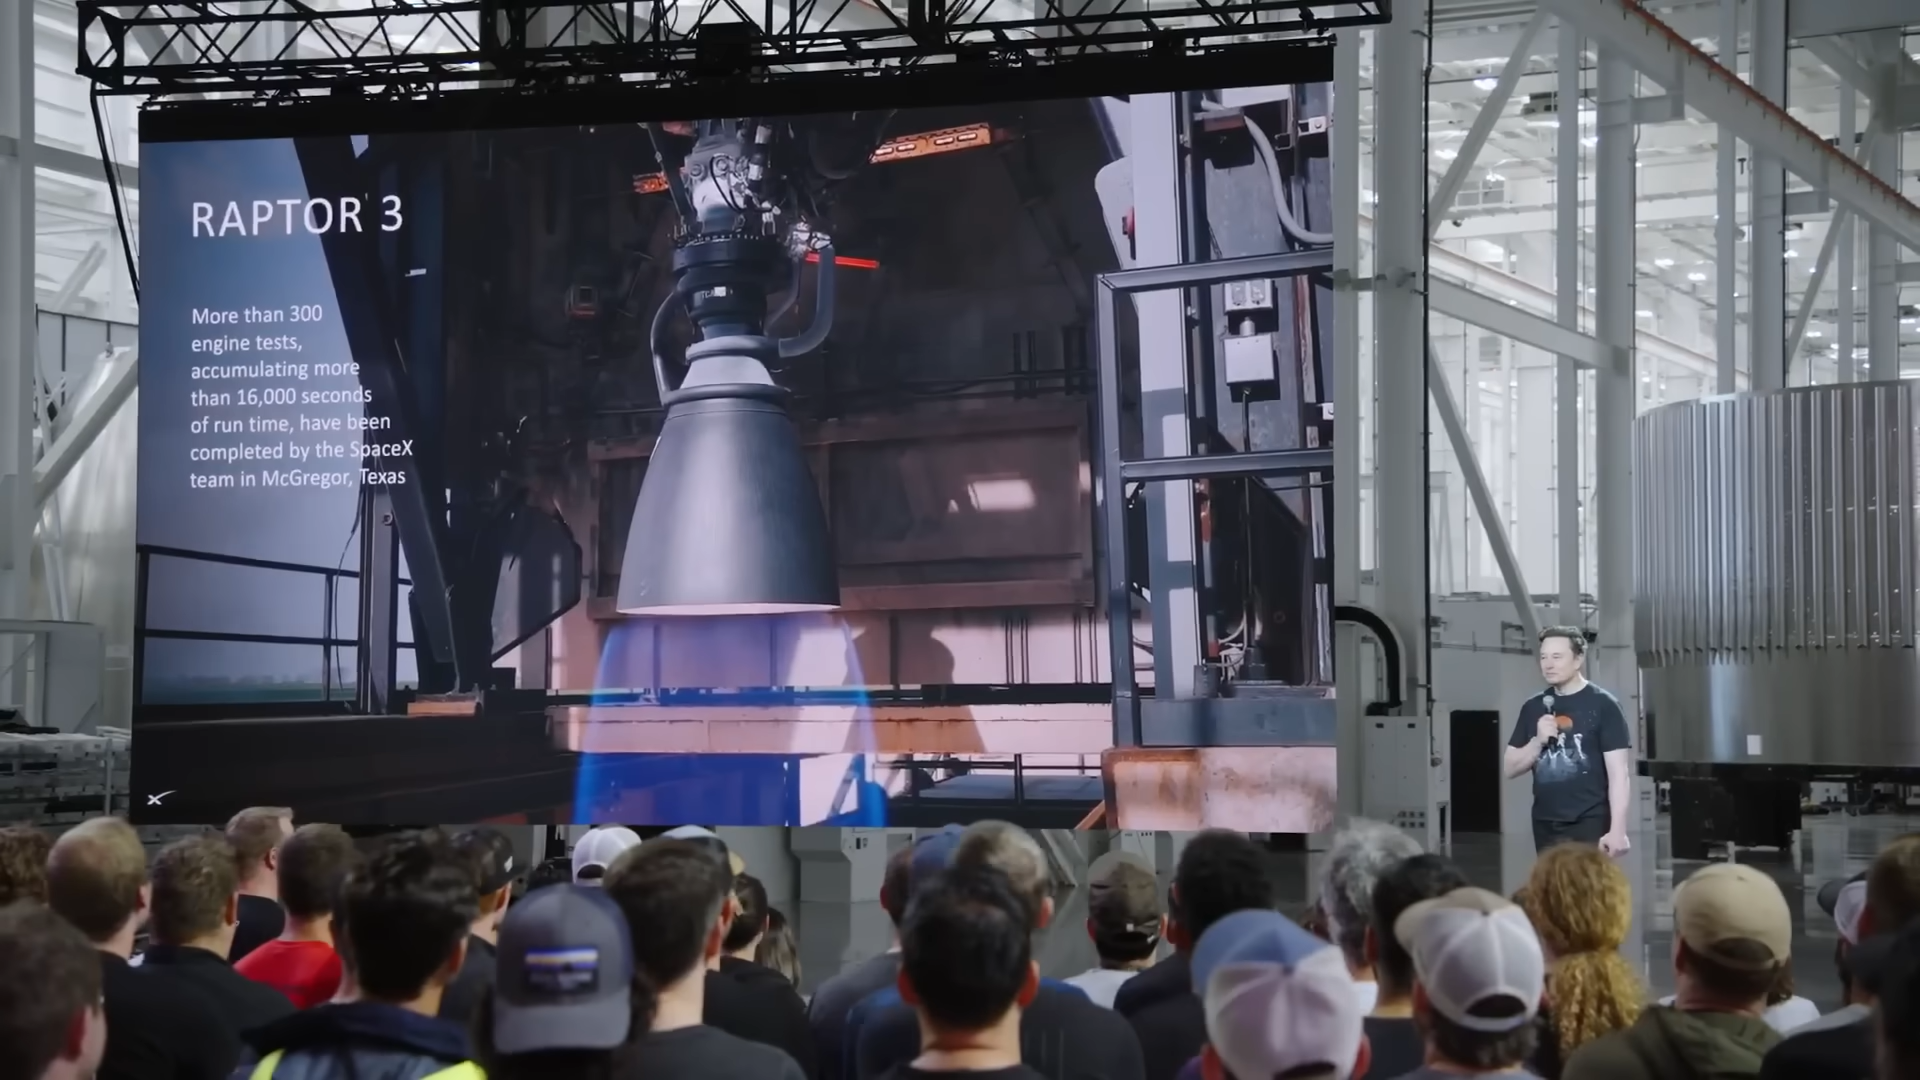 RAPTOR 3
More than 300
engine tests,
accumulating more
than 16,000 seconds
of run time, have been
completed by the SpaceX
team in McGregor, Texas